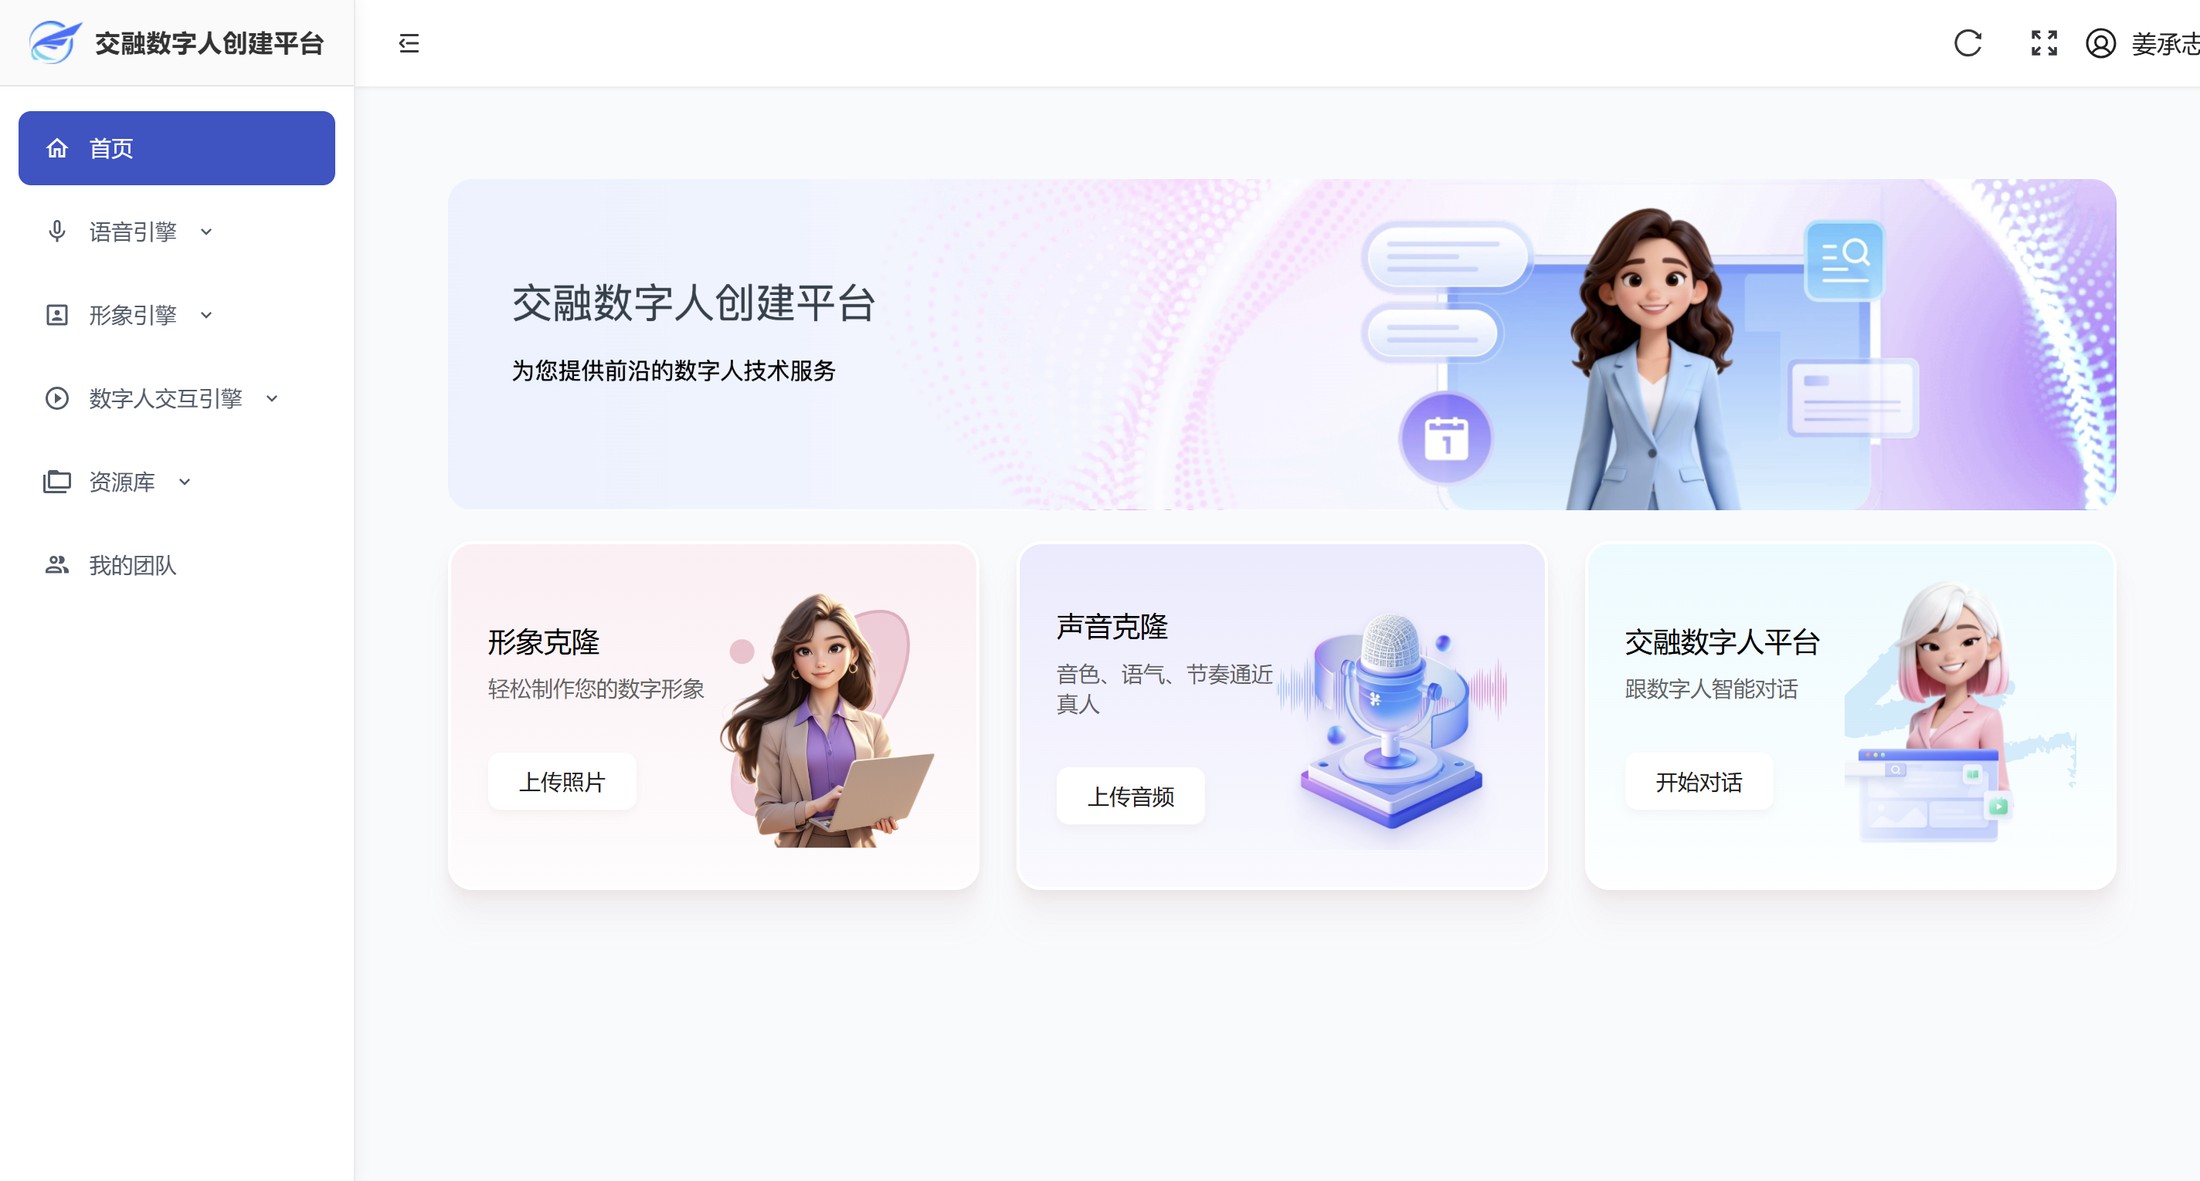 交融数字人创建平台
姜承志
首页
语音引擎
形象引擎
数字人交互引擎
资源库
我的团队
交融数字人创建平台
为您提供前沿的数字人技术服务
1
形象克隆
轻松制作您的数字形象
上传照片
声音克隆
音色、语气、节奏逼近
真人
上传音频
交融数字人平台
跟数字人智能对话
开始对话